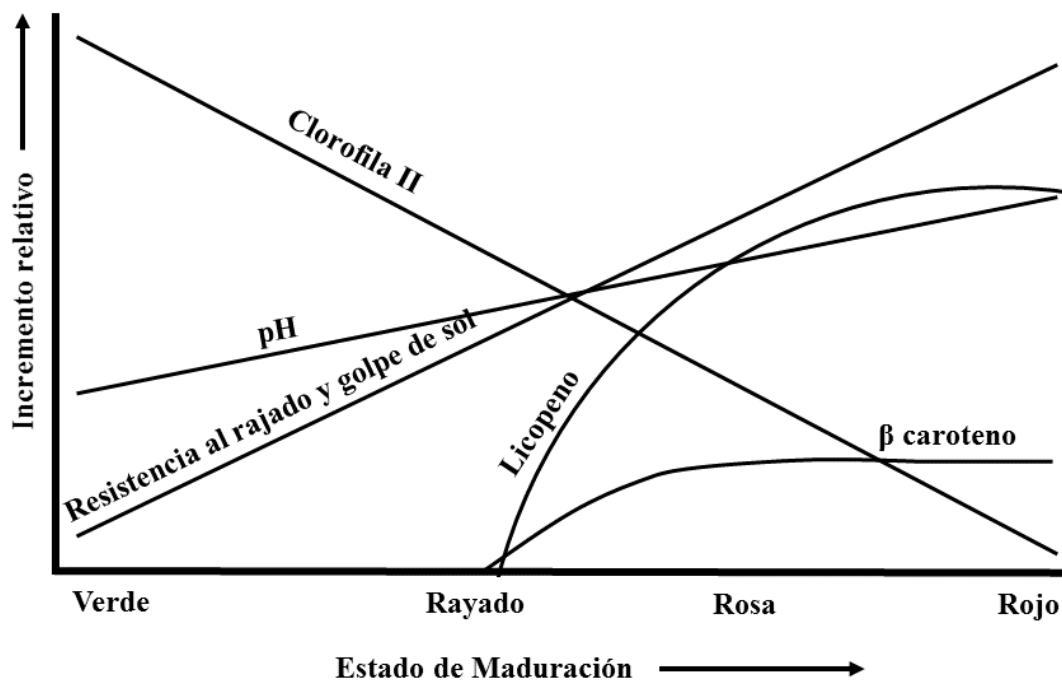 Incremento relativo
Clorofila II
pH
Resistencia al rajado y golpe de sol
Licopeno
β caroteno
Verde
Rayado
Rosa
Rojo
Estado de Maduración